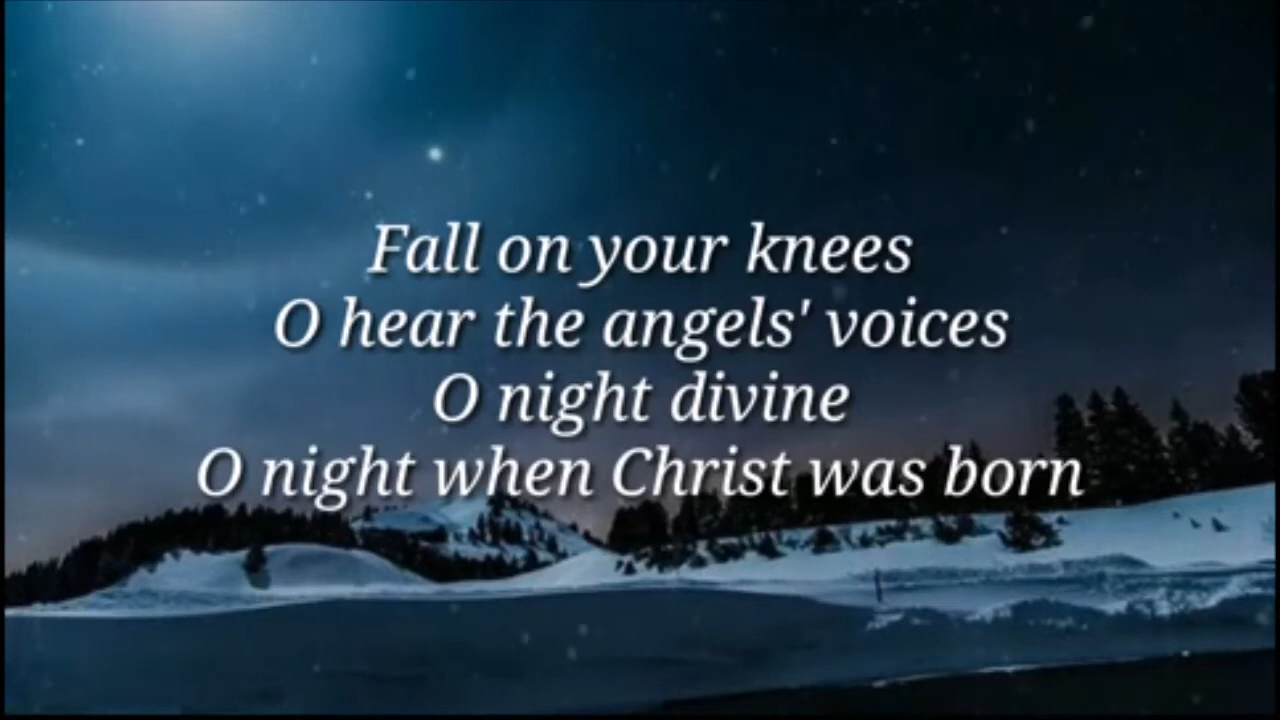 Fall on your knees
O hear the angels' voices
O night divine
O night when Christ was born